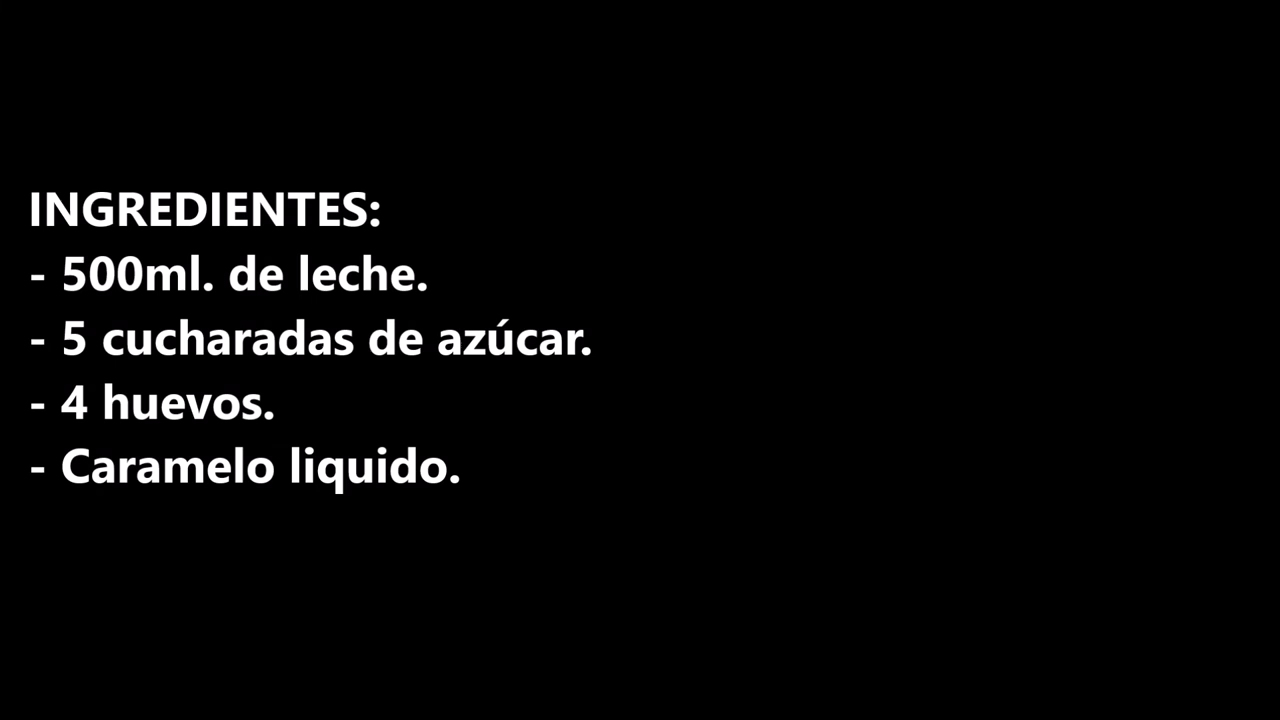 INGREDIENTES:
- 500ml. de leche.
- 5 cucharadas de azúcar.
- 4 huevos.
- Caramelo liquido.